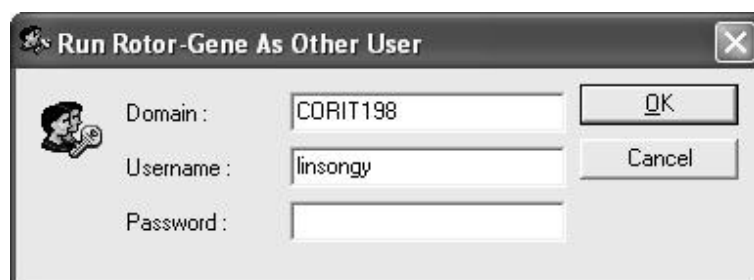 Run Rotor-Gene As Other User
Domain : CORIT198 OK
Username : linsongy Cancel
Password :